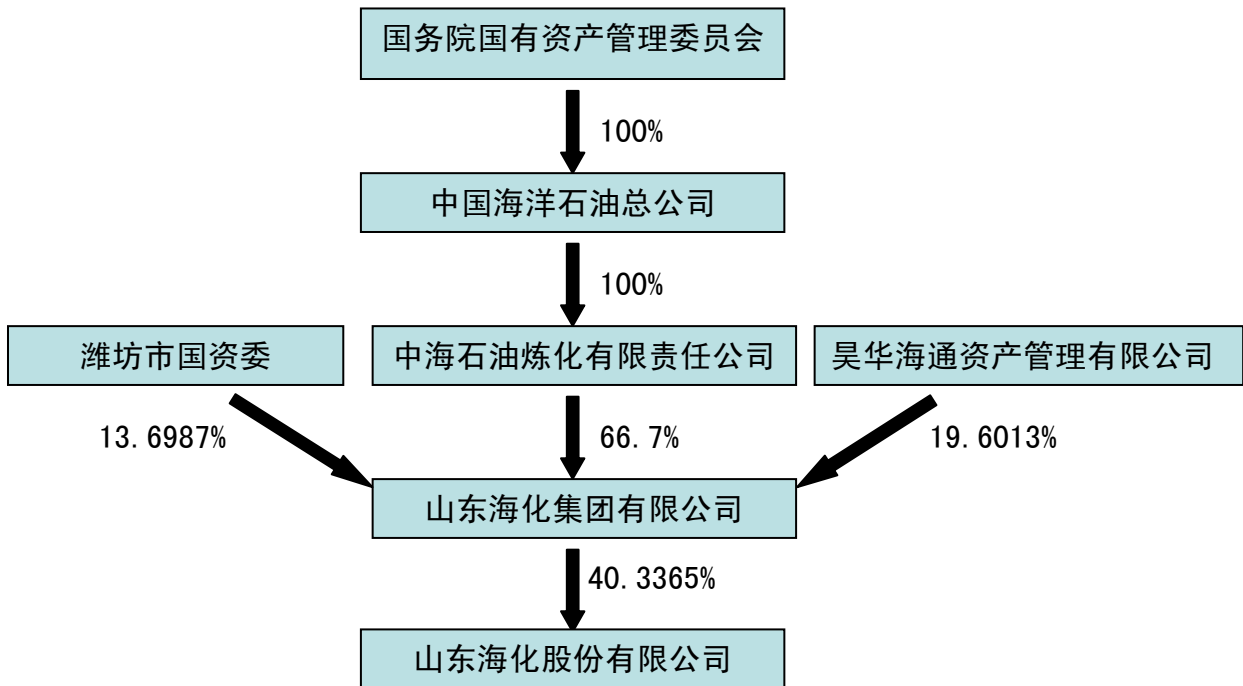 国务院国有资产管理委员会
100%
中国海洋石油总公司
100%
潍坊市国资委
中海石油炼化有限责任公司
昊华海通资产管理有限公司
13.6987%
66.7%
19.6013%
山东海化集团有限公司
40.3365%
山东海化股份有限公司